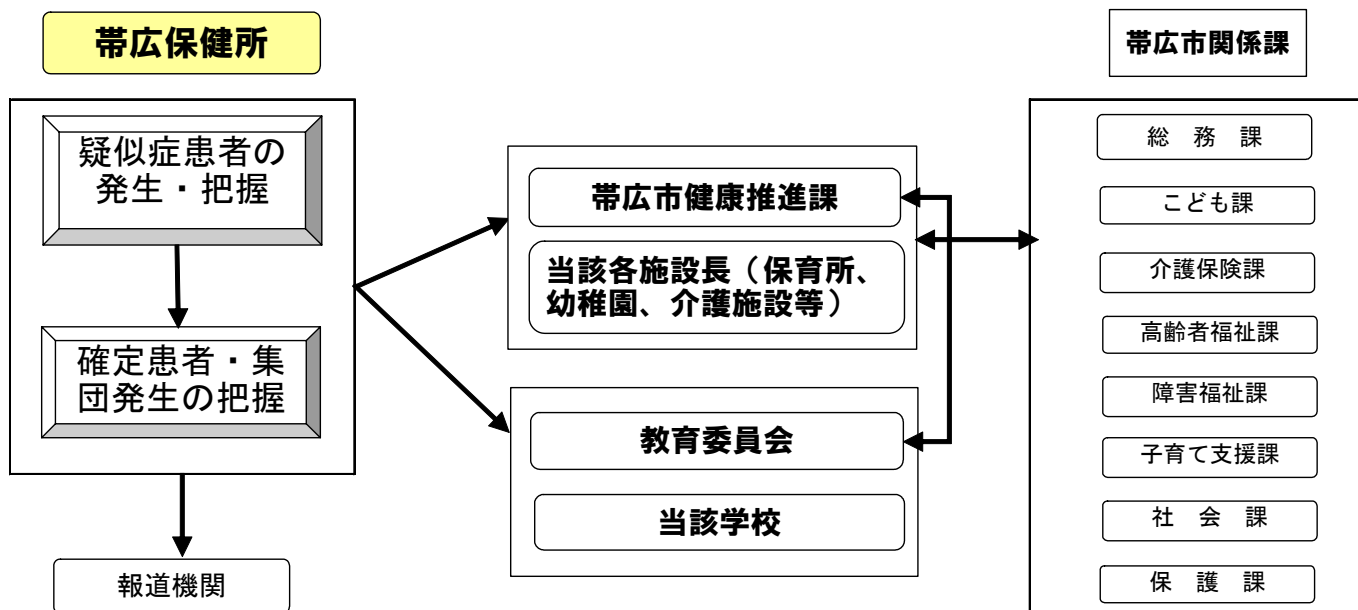 帯広保健所
疑似症患者の
発生・把握
確定患者・集
団発生の把握
報道機関
帯広市健康推進課
当該各施設長（保育所、
幼稚園、介護施設等）
教育委員会
当該学校
帯広市関係課
総　務　課
こども課
介護保険課
高齢者福祉課
障害福祉課
子育て支援課
社　会　課
保　護　課